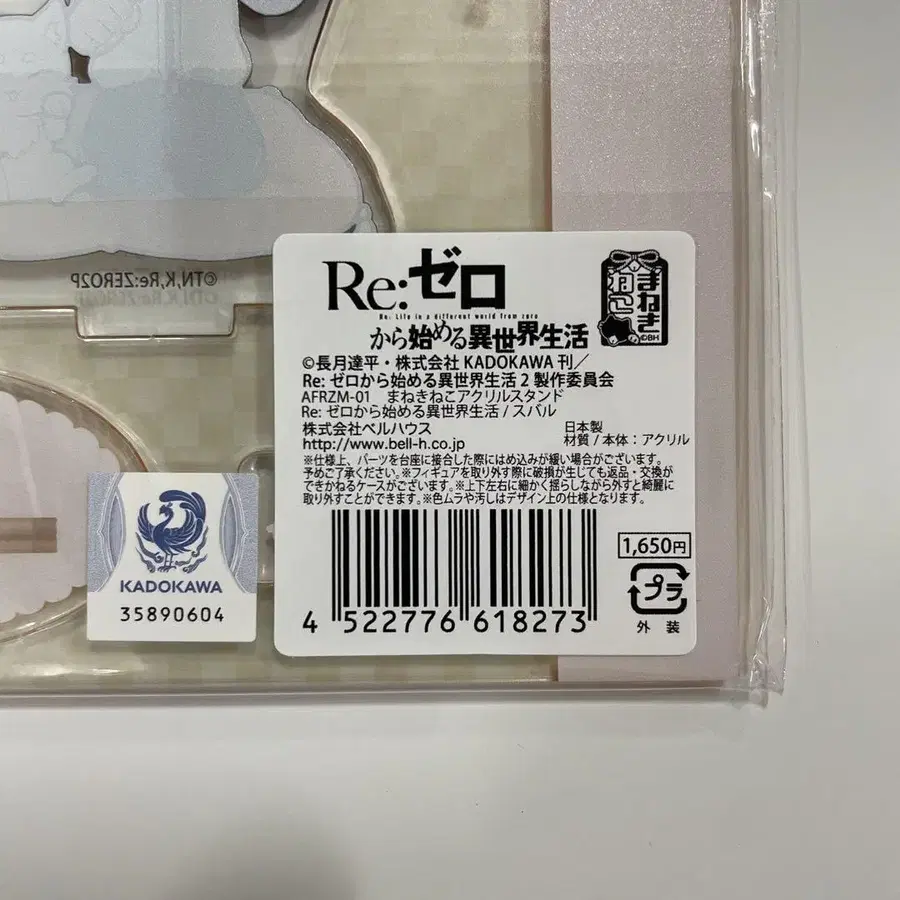 ©TN,K,Re:ZERO2P
Re:ゼロ
Re: Life in a different world from zero
から始める異世界生活
まねき
ねこ
©BH
©長月達平・株式会社 KADOKAWA 刊／
Re: ゼロから始める異世界生活 2 製作委員会
AFRZM-01 まねきねこアクリルスタンド
Re: ゼロから始める異世界生活 / スバル
株式会社ベルハウス
http://www.bell-h.co.jp
日本製
材質 / 本体：アクリル
※仕様上、パーツを台座に接合した際にはめ込みが緩い場合がございます。
予めご了承ください。※フィギュアを取り外す際に破損が生じても返品・交換が
できかねるケースがございます。※上下左右に細かく揺らしながら外すと綺麗に
取り外すことができます。※色ムラや汚しはデザイン上の仕様となります。
1,650円
プラ
外 装
4 522776 618273
KADOKAWA
35890604